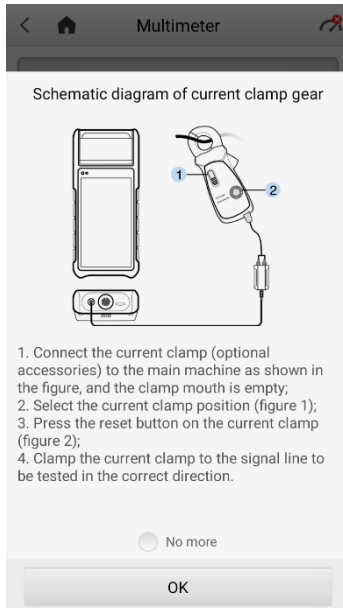 Multimeter
Schematic diagram of current clamp gear
1
2
1. Connect the current clamp (optional
accessories) to the main machine as shown in
the figure, and the clamp mouth is empty;
2. Select the current clamp position (figure 1);
3. Press the reset button on the current clamp
(figure 2);
4. Clamp the current clamp to the signal line to
be tested in the correct direction.
No more
OK